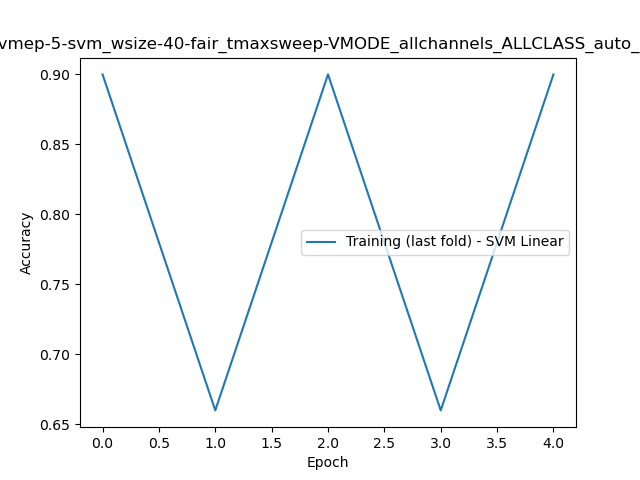 vmep-5-svm_wsize-40-fair_tmaxsweep-VMODE_allchannels_ALLCLASS_auto_
0.90
0.85
0.80
0.75
0.70
0.65
Accuracy
Training (last fold) - SVM Linear
0.0 0.5 1.0 1.5 2.0 2.5 3.0 3.5 4.0
Epoch